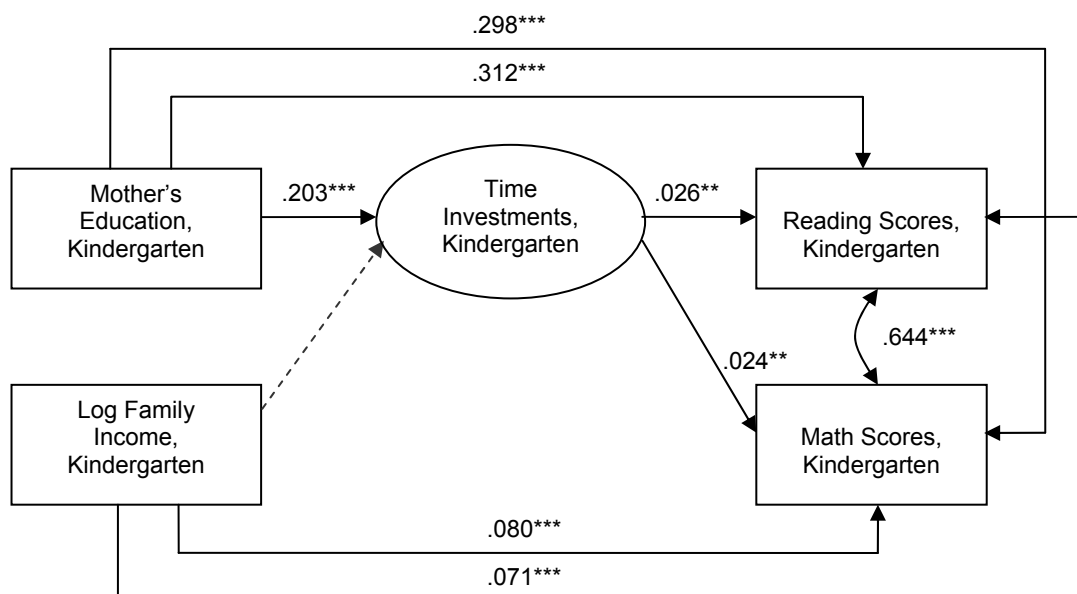 .298***
.312***
Mother’s
Education,
Kindergarten
.203***
Time
Investments,
Kindergarten
.026**
Reading Scores,
Kindergarten
.644***
.024**
Log Family
Income,
Kindergarten
Math Scores,
Kindergarten
.080***
.071***